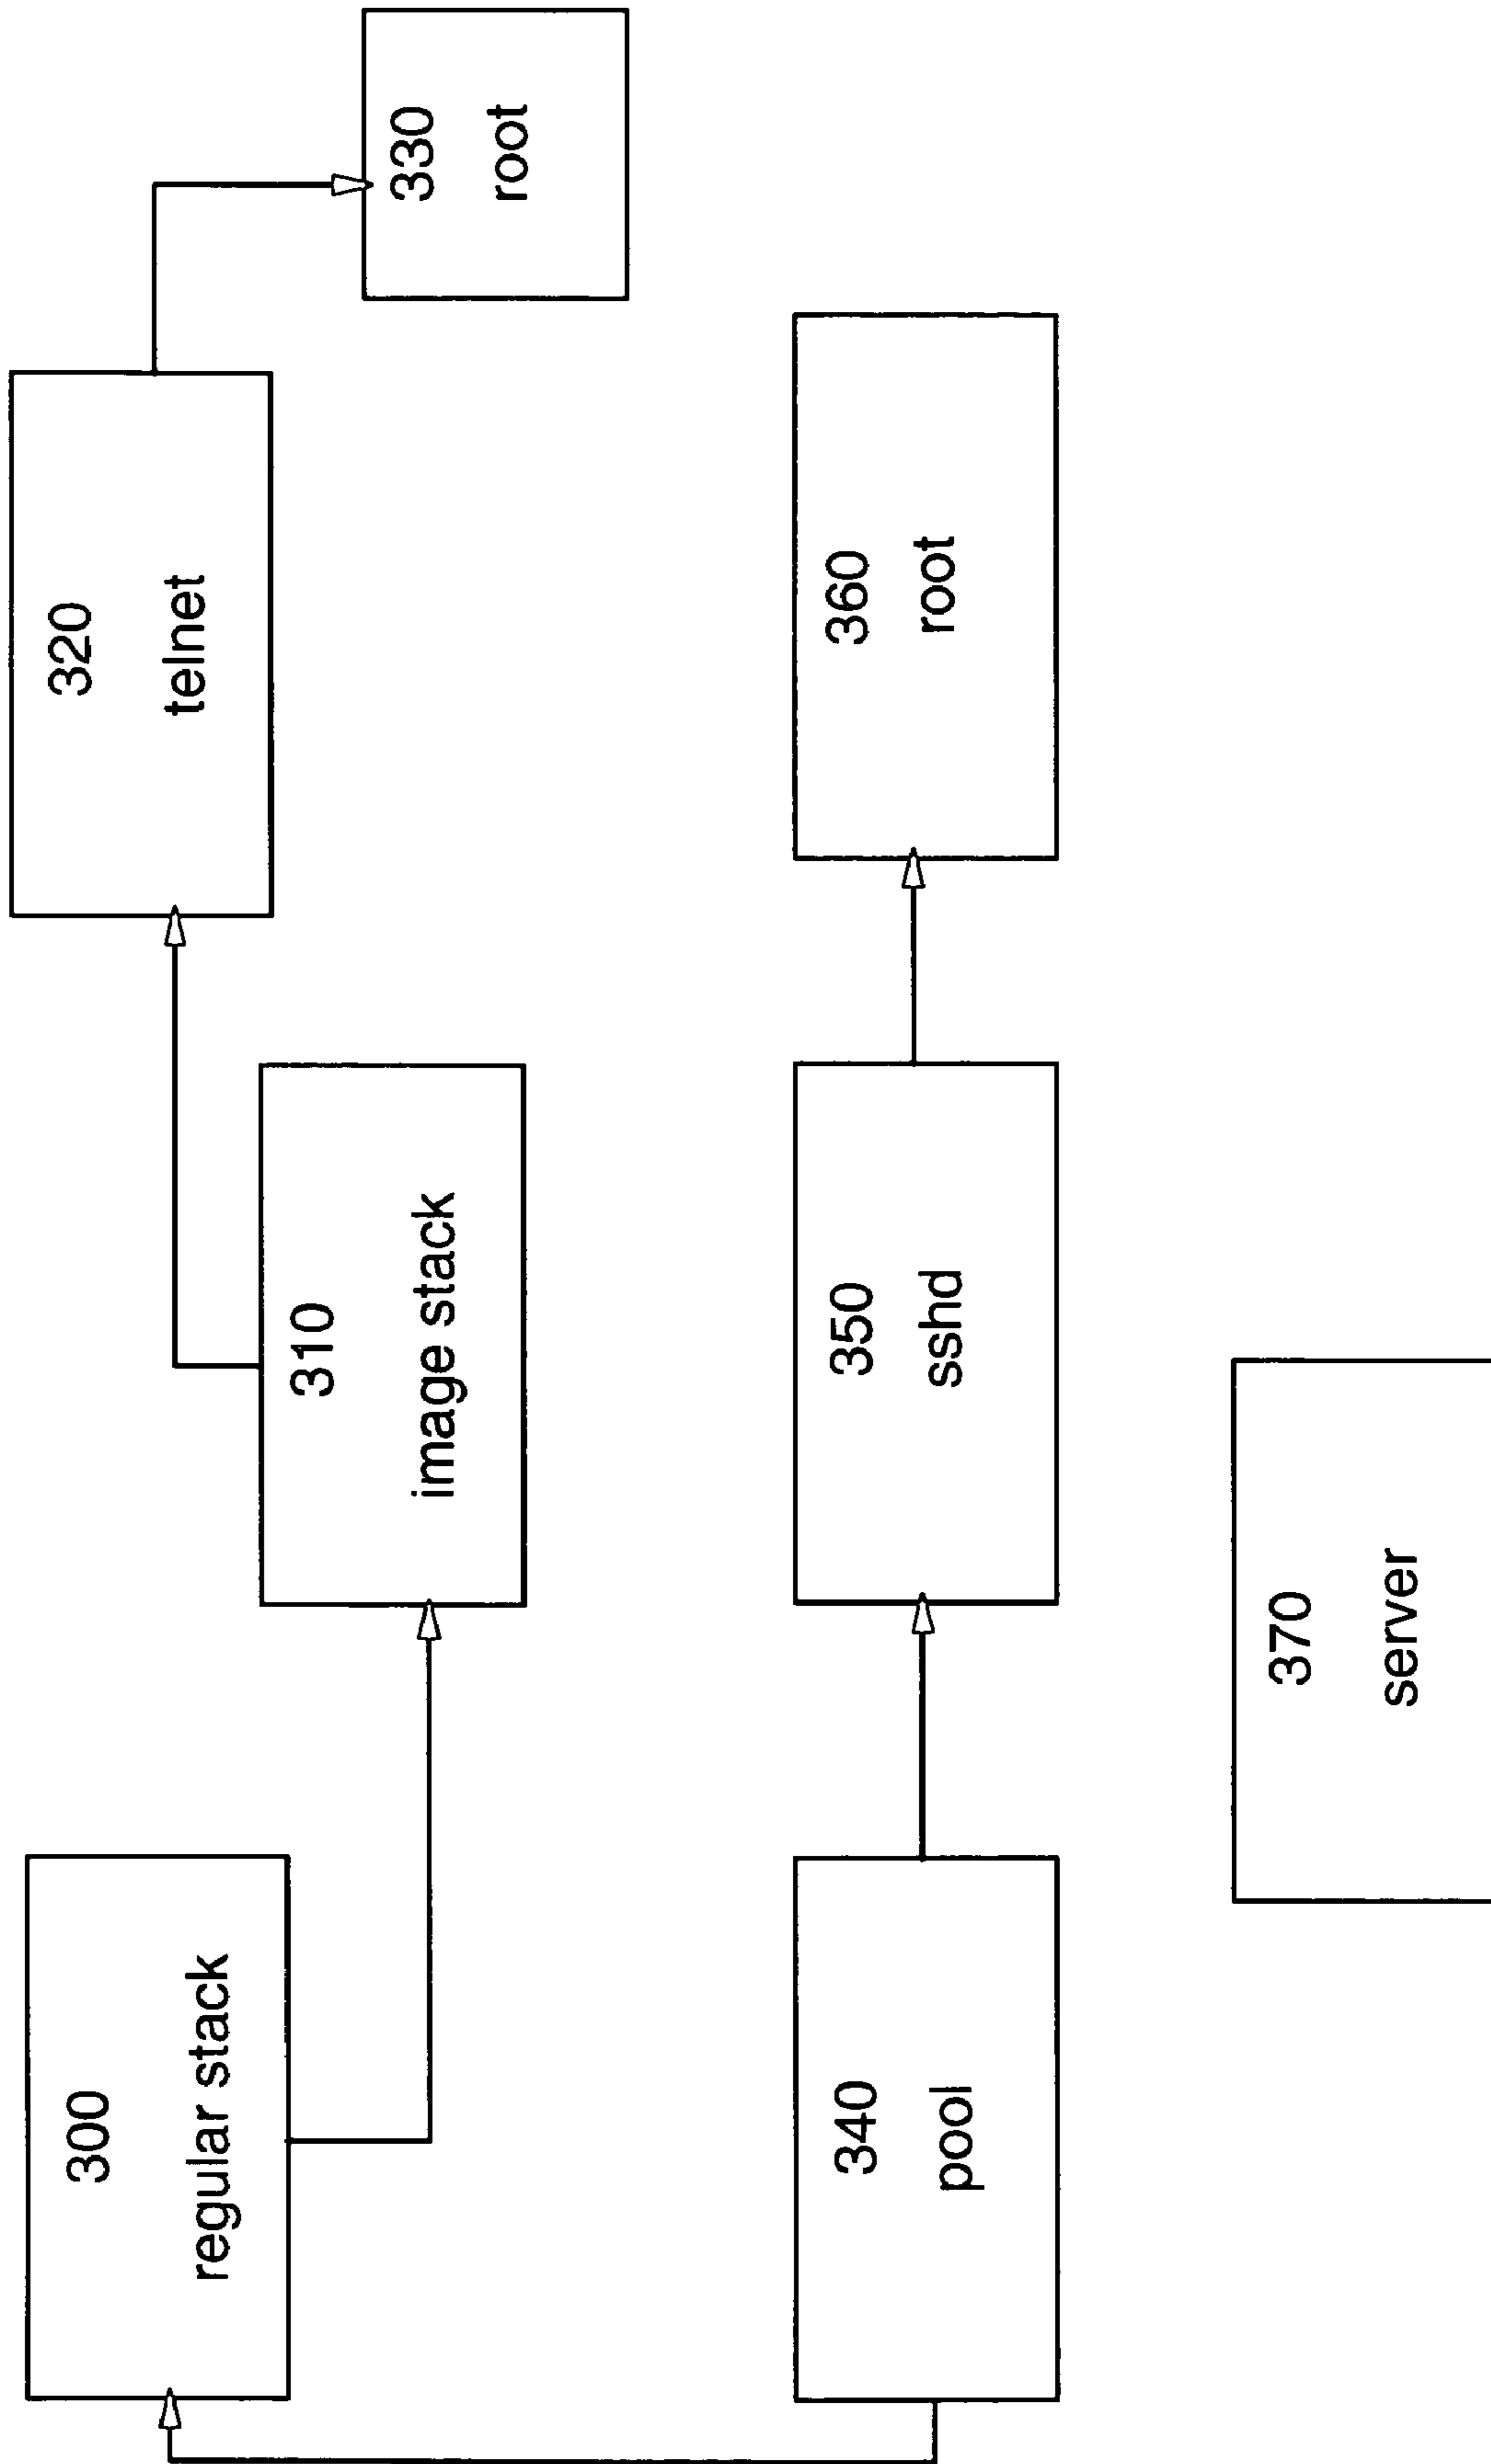 300
regular stack
310
image stack
320
telnet
330
root
340
pool
350
sshd
360
root
370
server